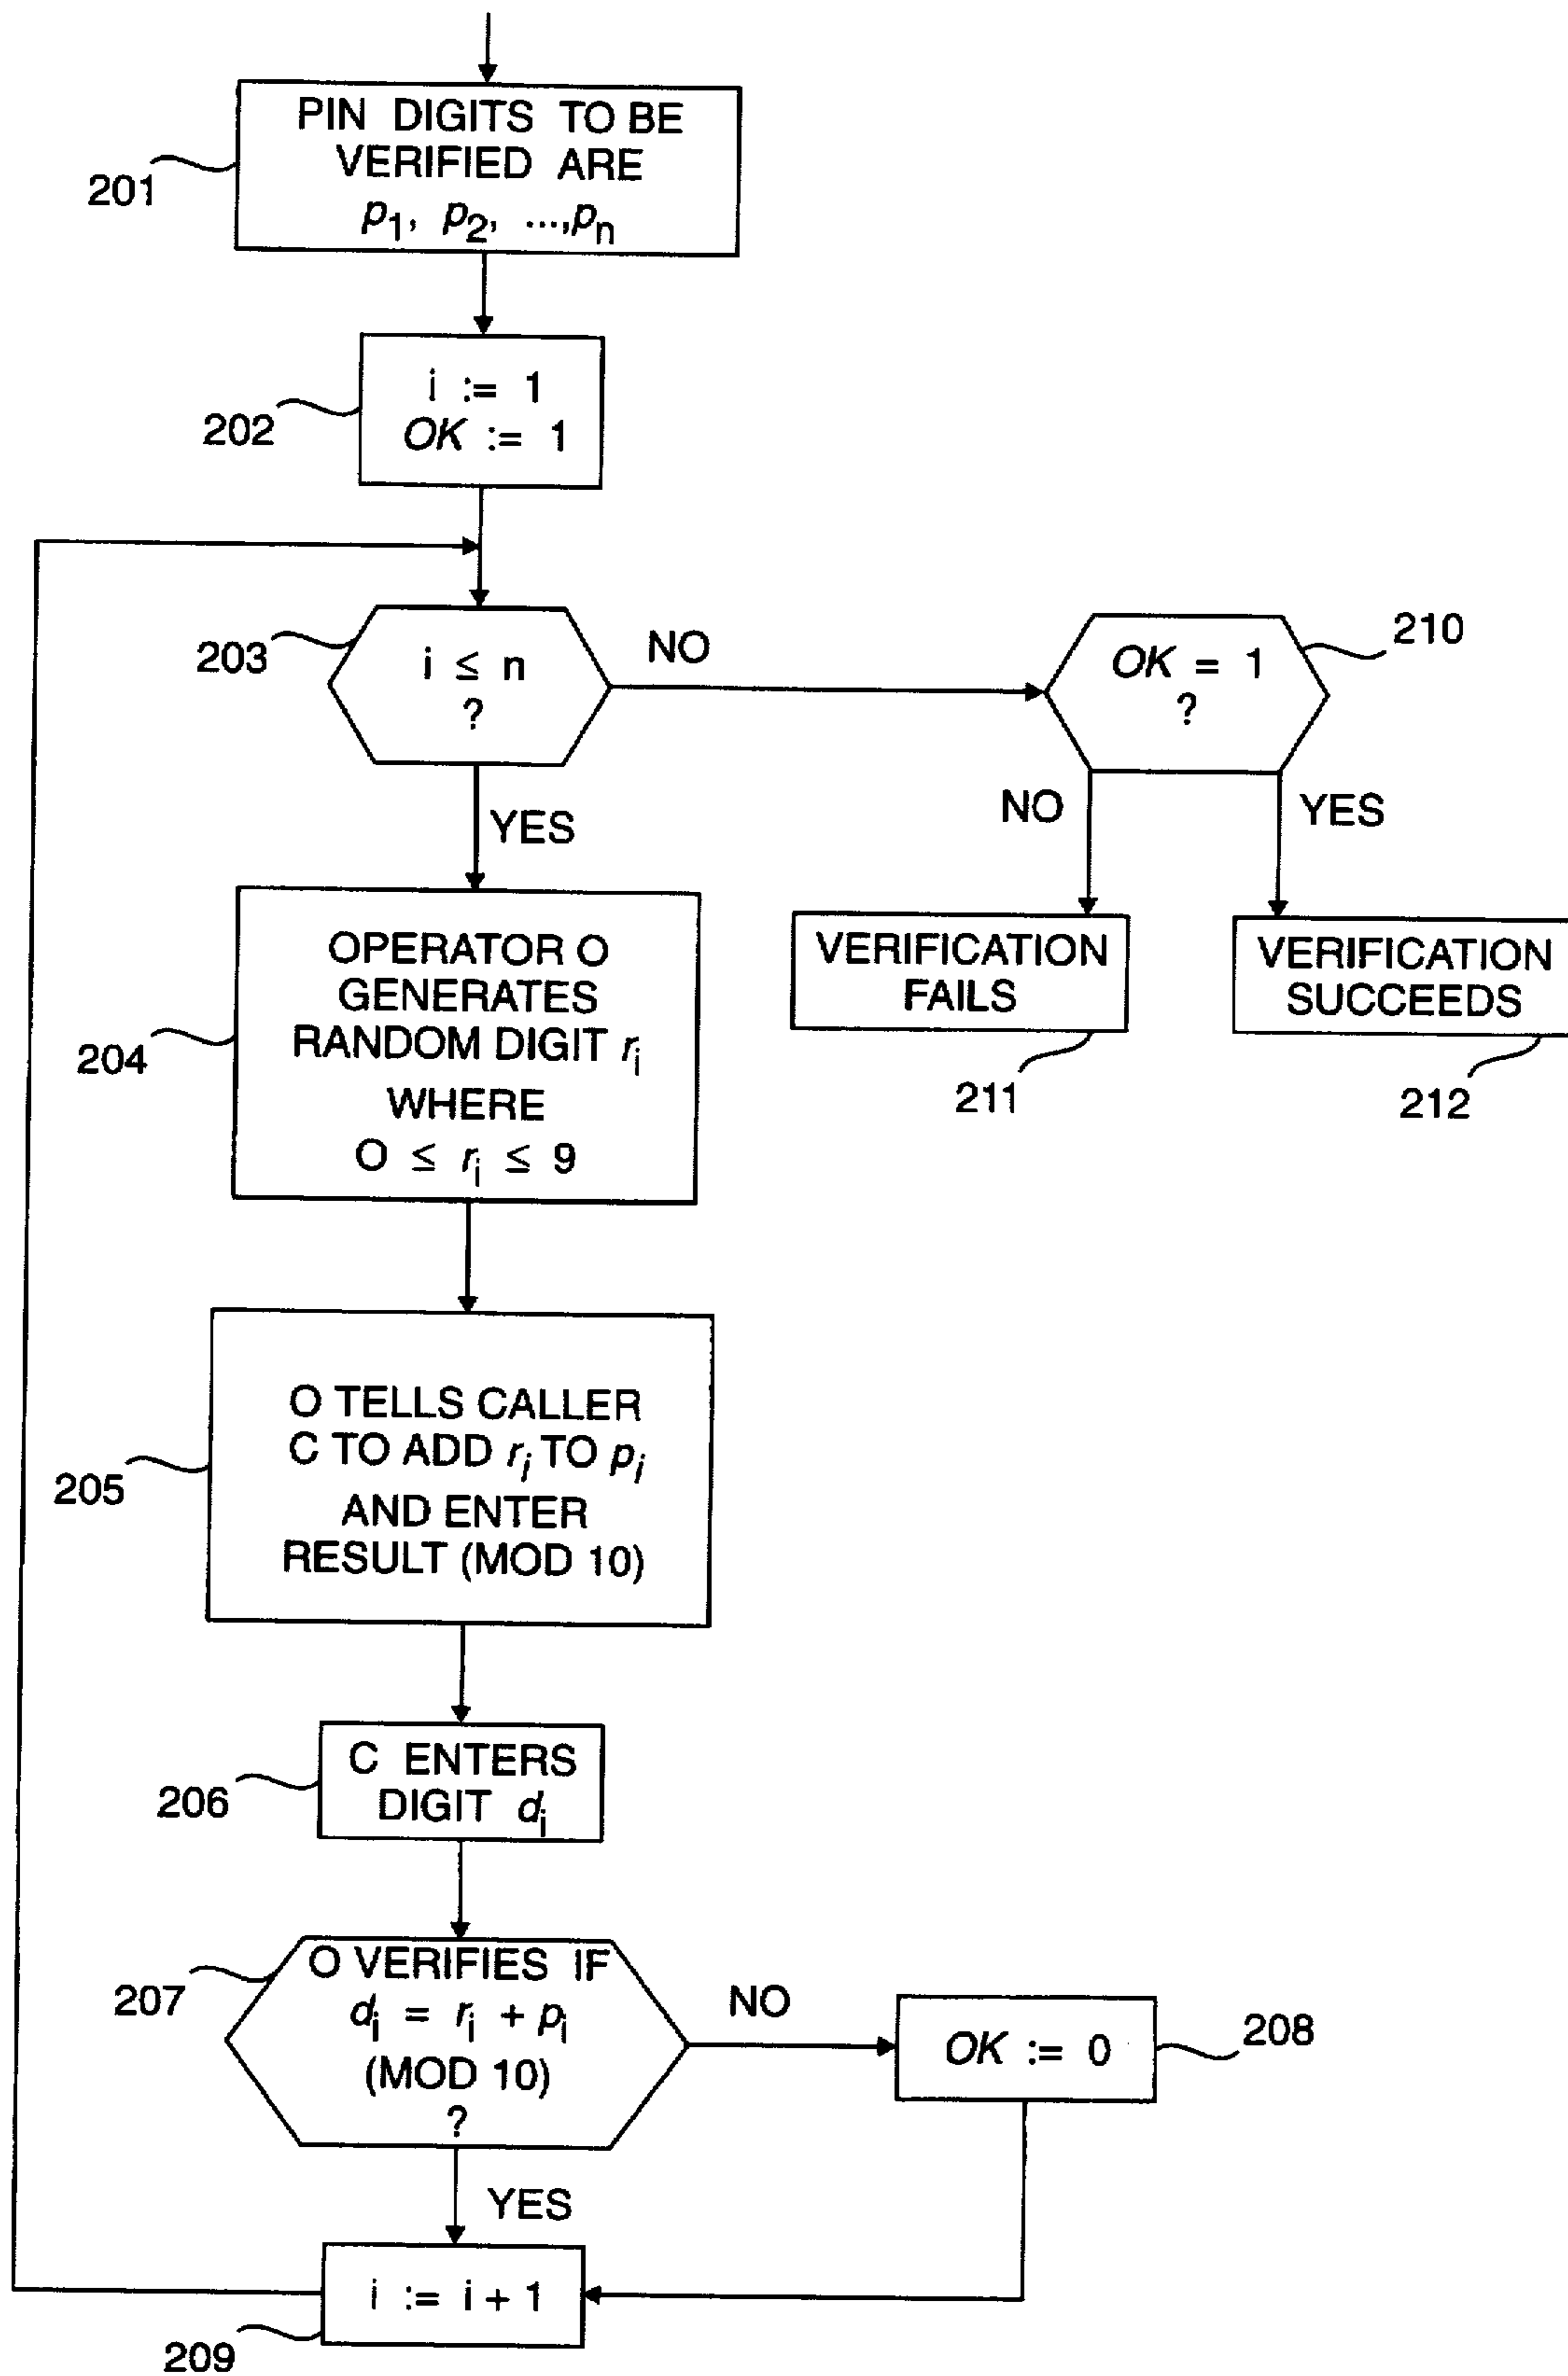 PIN DIGITS TO BE
VERIFIED ARE
p1, p2, ...,pn
201
i := 1
OK := 1
202
203
i ≤ n
?
NO
210
OK = 1
?
YES
NO
YES
OPERATOR O
GENERATES
RANDOM DIGIT ri
WHERE
O ≤ ri ≤ 9
204
VERIFICATION
FAILS
211
VERIFICATION
SUCCEEDS
212
O TELLS CALLER
C TO ADD ri TO pi
AND ENTER
RESULT (MOD 10)
205
C ENTERS
DIGIT di
206
O VERIFIES IF
di = ri + pi
(MOD 10)
?
207
NO
OK := 0
208
YES
i := i + 1
209